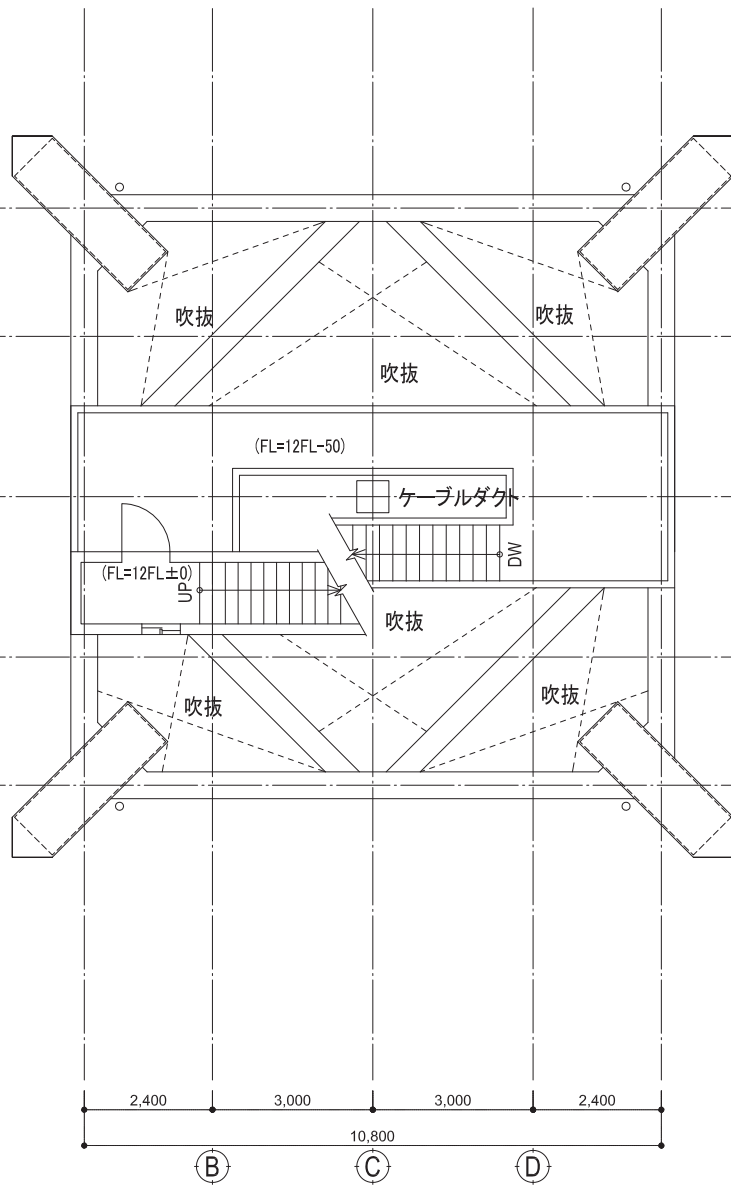 吹抜
吹抜
吹抜
(FL=12FL-50)
ケーブルダクト
DW
(FL=12FL±0)
UP
吹抜
吹抜
吹抜
2,400
3,000
3,000
2,400
10,800
B
C
D